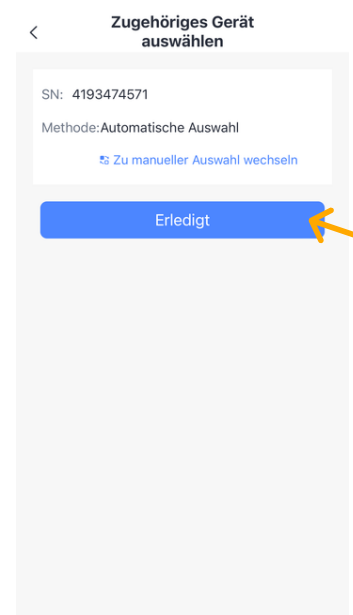 Zugehöriges Gerät
auswählen
SN: 4193474571
Methode:Automatische Auswahl
Zu manueller Auswahl wechseln
Erledigt